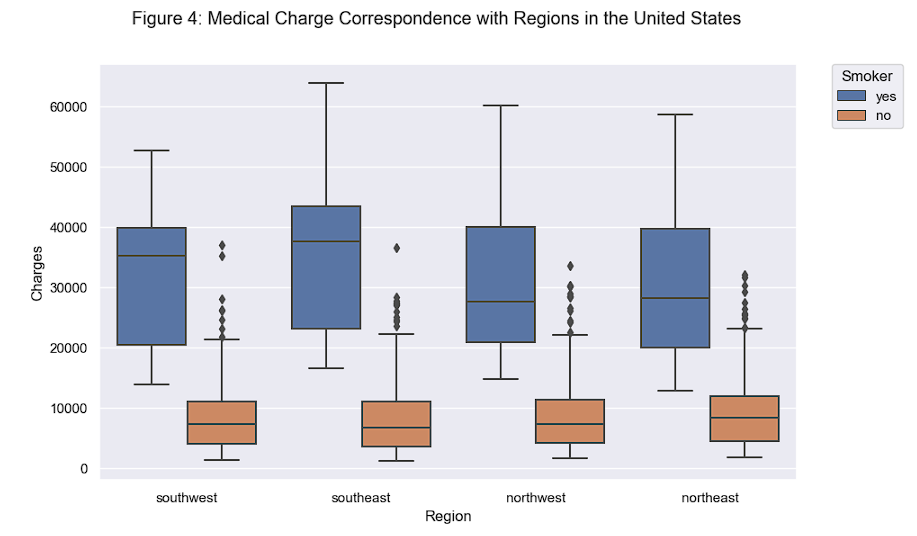 Figure 4: Medical Charge Correspondence with Regions in the United States
Smoker
yes
no
60000
50000
40000
30000
20000
10000
0
Charges
southwest southeast northwest northeast
Region